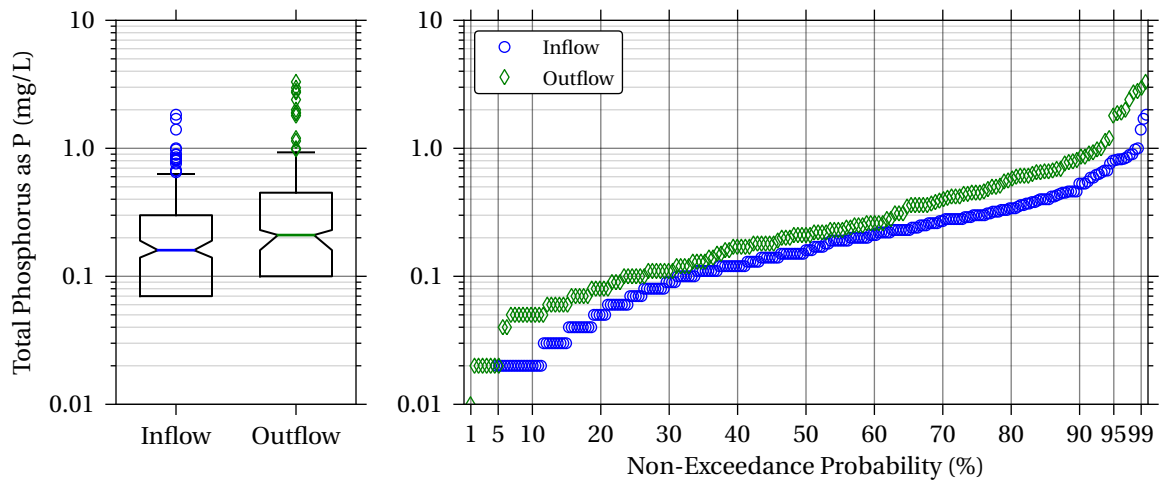 Total Phosphorus as P (mg/L)
10
1.0
0.1
0.01
Inflow Outflow
10
1.0
0.1
0.01
Inflow
Outflow
1 5 10 20 30 40 50 60 70 80 90 95 99
Non-Exceedance Probability (%)